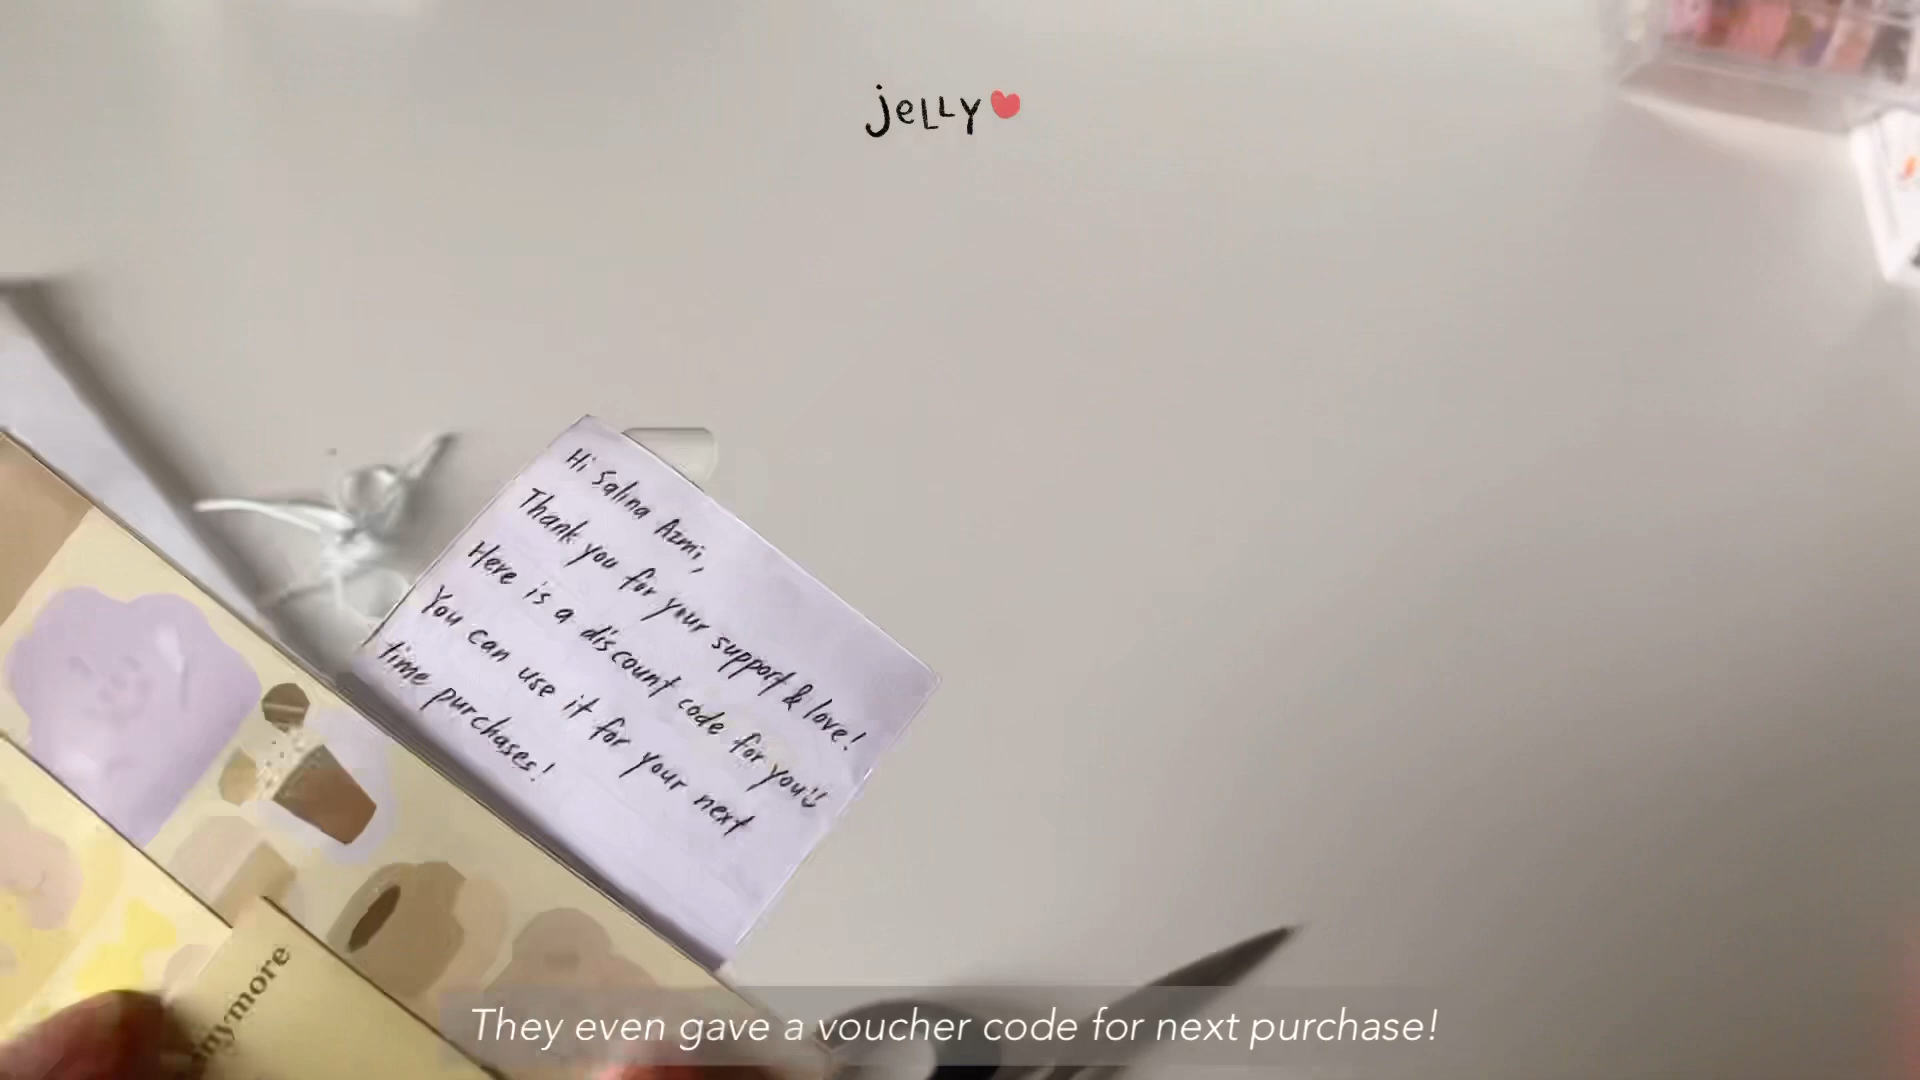 jeLLy
Hi Salina Azmi,
Thank you for your support & love!
Here is a discount code for you
You can use it for your next
time purchases!
They even gave a voucher code for next purchase!